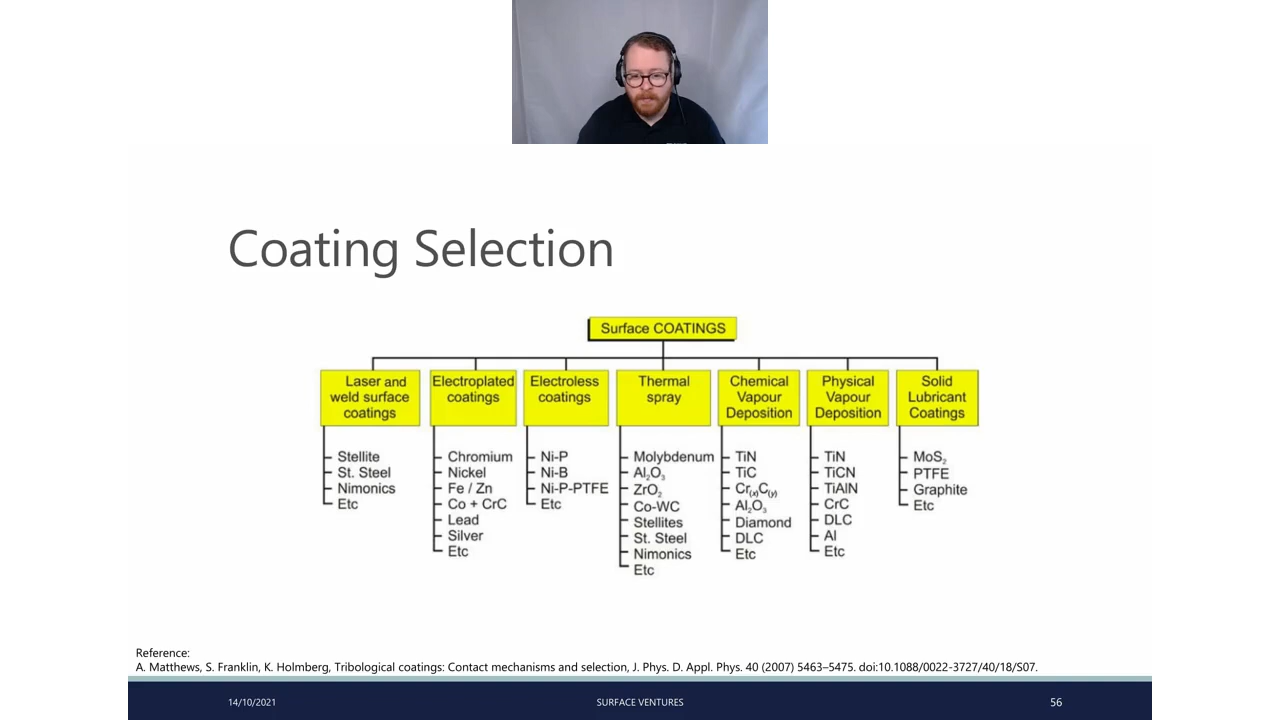 Coating Selection
Surface COATINGS
Laser and
weld surface
coatings
Stellite
St. Steel
Nimonics
Etc
Electroplated
coatings
Chromium
Nickel
Fe / Zn
Co + CrC
Lead
Silver
Etc
Electroless
coatings
Ni-P
Ni-B
Ni-P-PTFE
Etc
Thermal
spray
Molybdenum
Al₂O₃
ZrO₂
Co-WC
Stellites
St. Steel
Nimonics
Etc
Chemical
Vapour
Deposition
TiN
TiC
Cr₍ₓ₎C₍y₎
Al₂O₃
Diamond
DLC
Etc
Physical
Vapour
Deposition
TiN
TiCN
TiAlN
CrC
DLC
Al
Etc
Solid
Lubricant
Coatings
MoS₂
PTFE
Graphite
Etc
Reference:
A. Matthews, S. Franklin, K. Holmberg, Tribological coatings: Contact mechanisms and selection, J. Phys. D. Appl. Phys. 40 (2007) 5463–5475. doi:10.1088/0022-3727/40/18/S07.
14/10/2021
SURFACE VENTURES
56